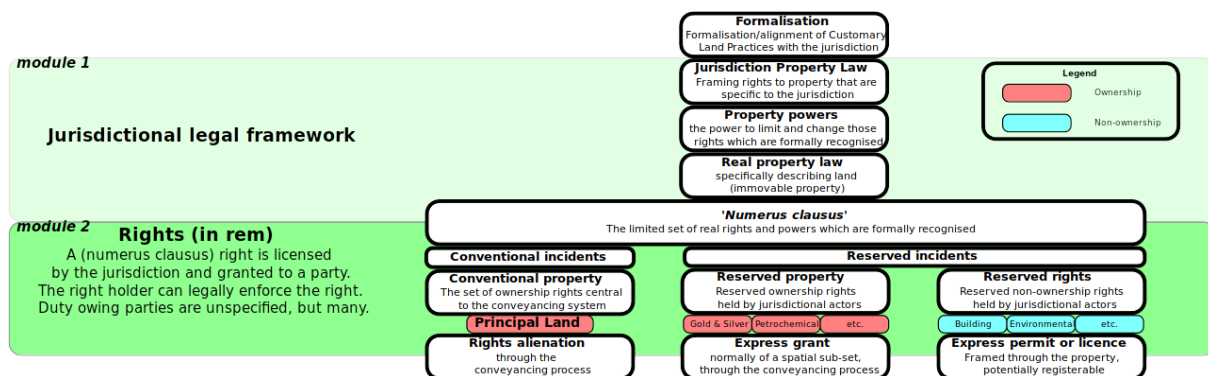 Formalisation
Formalisation/alignment of Customary
Land Practices with the jurisdiction
module 1
Jurisdictional legal framework
Jurisdiction Property Law
Framing rights to property that are
specific to the jurisdiction
Property powers
the power to limit and change those
rights which are formally recognised
Real property law
specifically describing land
(immovable property)
Legend
Ownership
Non-ownership
module 2
Rights (in rem)
A (numerus clausus) right is licensed
by the jurisdiction and granted to a party.
The right holder can legally enforce the right.
Duty owing parties are unspecified, but many.
'Numerus clausus'
The limited set of real rights and powers which are formally recognised
Conventional incidents
Reserved incidents
Conventional property
The set of ownership rights central
to the conveyancing system
Reserved property
Reserved ownership rights
held by jurisdictional actors
Reserved rights
Reserved non-ownership rights
held by jurisdictional actors
Principal Land
Gold & Silver
Petrochemical
etc.
Building
Environmental
etc.
Rights alienation
through the
conveyancing process
Express grant
normally of a spatial sub-set,
through the conveyancing process
Express permit or licence
Framed through the property,
potentially registerable